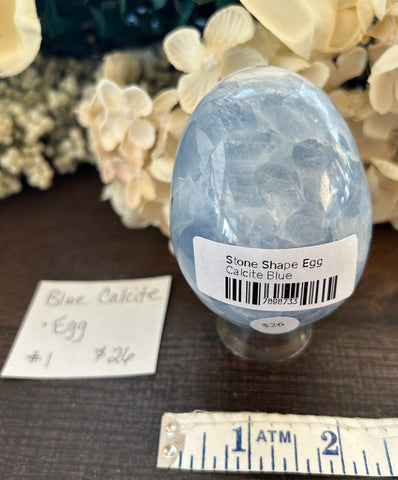 Stone Shape Egg
Calcite Blue
7898733
$26
Blue Calcite
• Egg
#1 $26
1 ATM 2